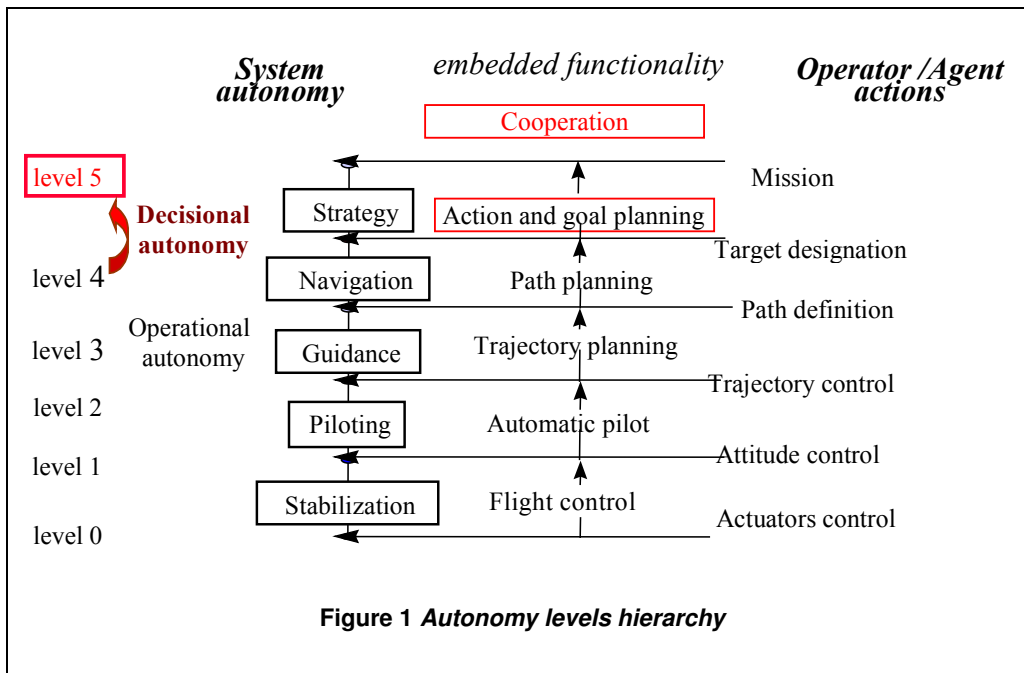 System
autonomy
embedded functionality
Operator /Agent
actions
Cooperation
level 5
Mission
Strategy
Action and goal planning
Decisional
autonomy
Target designation
level 4
Navigation
Path planning
Path definition
Operational
autonomy
level 3
Guidance
Trajectory planning
Trajectory control
level 2
Piloting
Automatic pilot
level 1
Attitude control
Stabilization
Flight control
level 0
Actuators control
Figure 1 Autonomy levels hierarchy